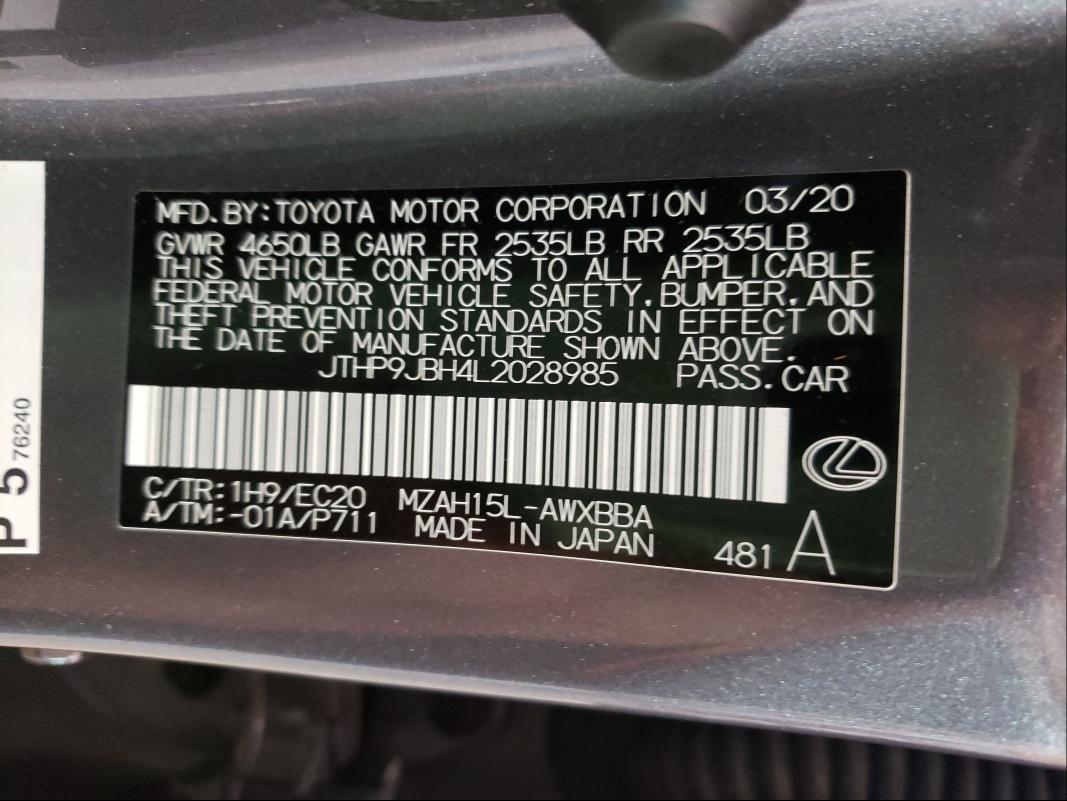 MFD.BY:TOYOTA MOTOR CORPORATION 03/20
GVWR 4650LB GAWR FR 2535LB RR 2535LB
THIS VEHICLE CONFORMS TO ALL APPLICABLE
FEDERAL MOTOR VEHICLE SAFETY,BUMPER,AND
THEFT PREVENTION STANDARDS IN EFFECT ON
THE DATE OF MANUFACTURE SHOWN ABOVE.
JTHP9JBH4L2028985 PASS.CAR
C/TR:1H9/EC20 MZAH15L-AWXBBA
A/TM:-01A/P711 MADE IN JAPAN 481 A
P 5 76240